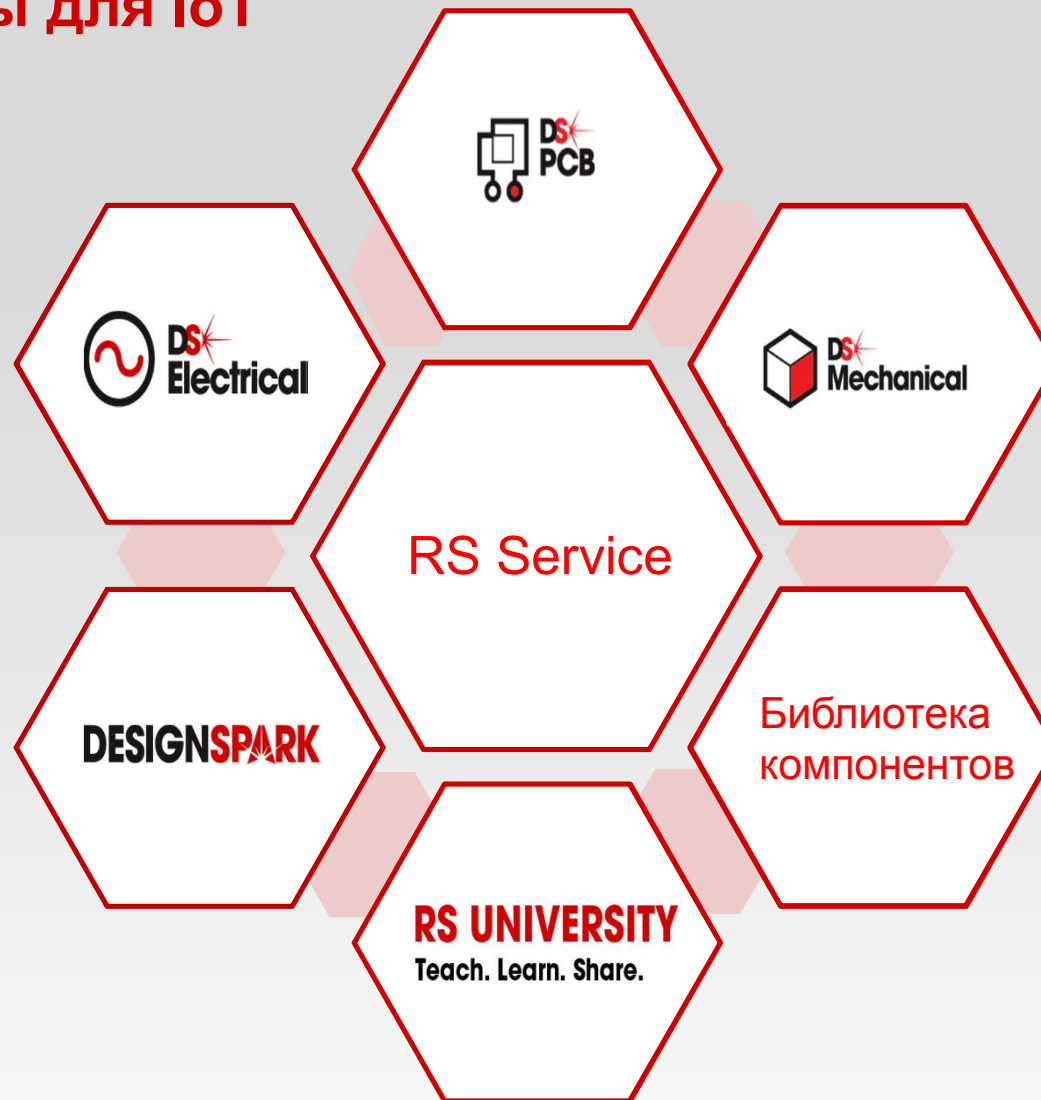 ы для IoT
DS
PCB
DS
Electrical
DS
Mechanical
RS Service
DESIGNSPARK
Библиотека
компонентов
RS UNIVERSITY
Teach. Learn. Share.